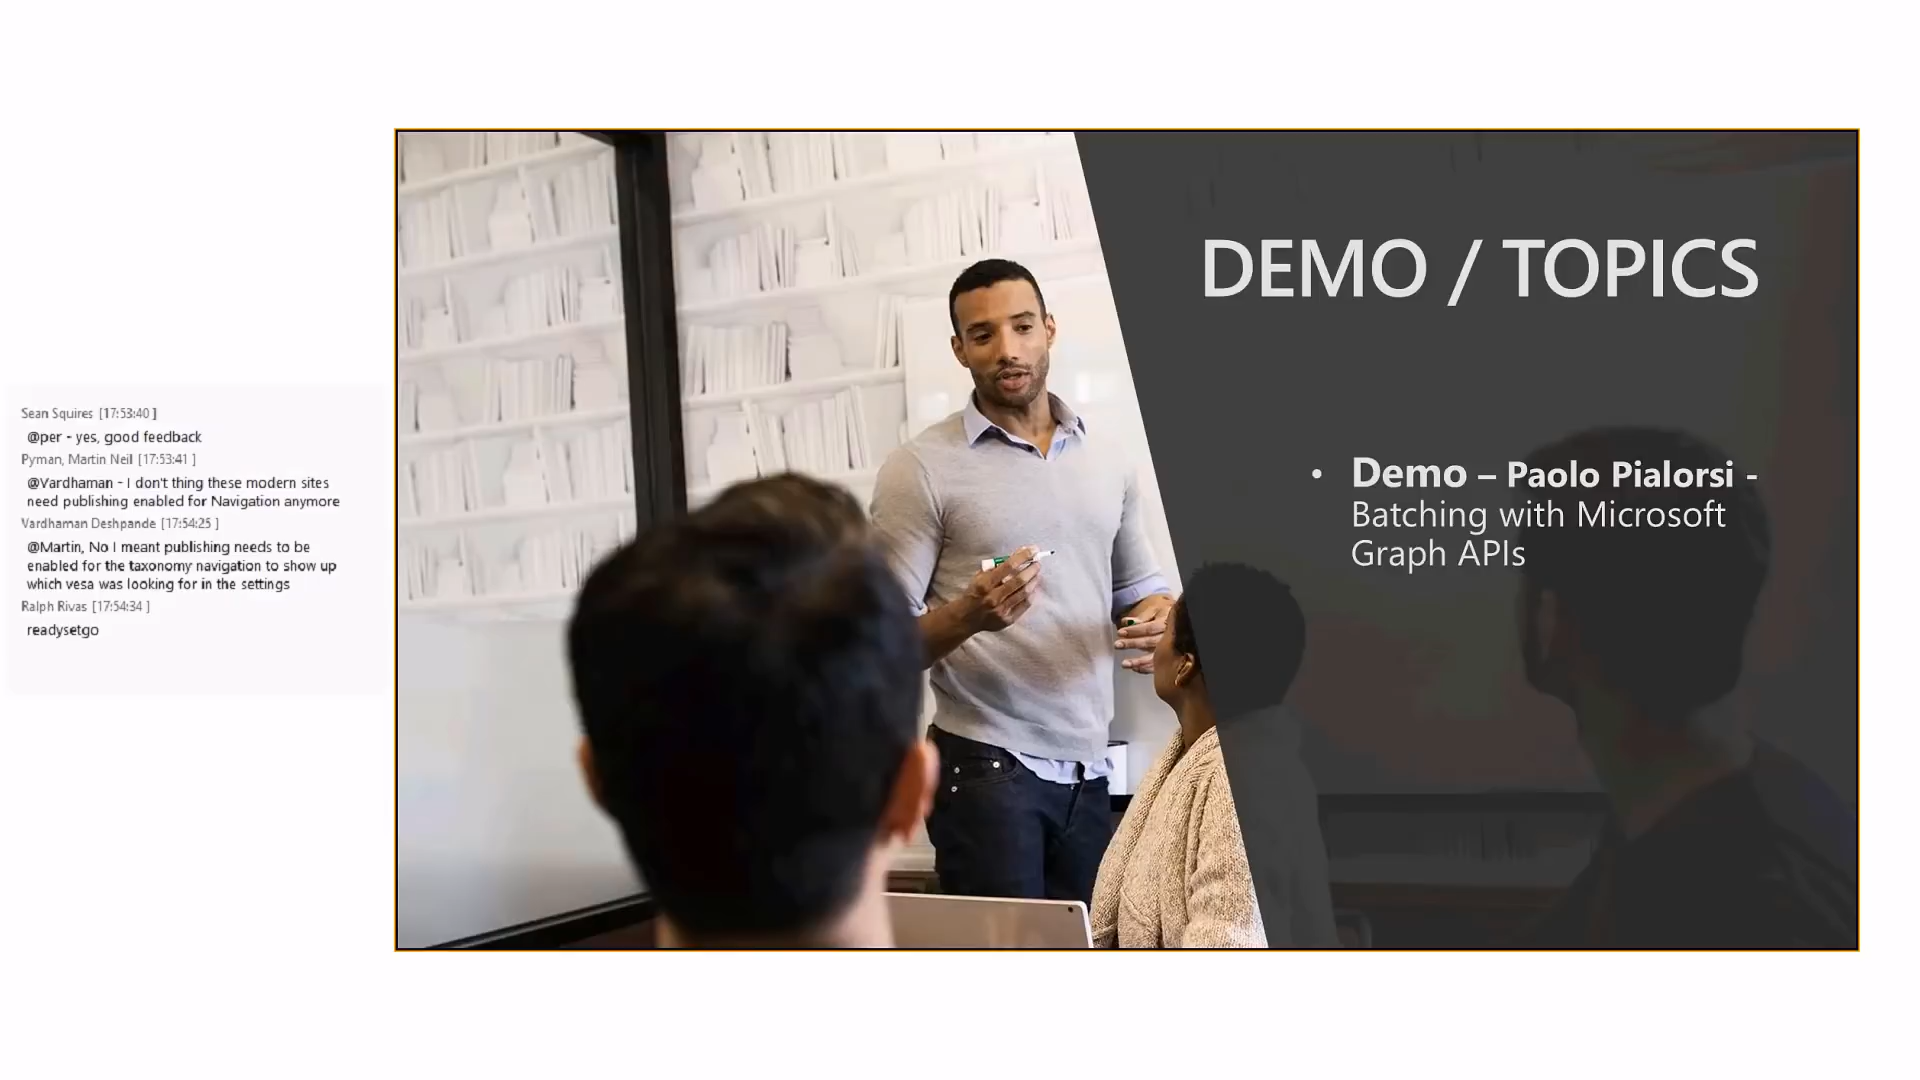 Sean Squires [17:53:40 ]
@per - yes, good feedback
Pyman, Martin Neil [17:53:41 ]
@Vardhaman - I don't thing these modern sites
need publishing enabled for Navigation anymore
Vardhaman Deshpande [17:54:25 ]
@Martin, No I meant publishing needs to be
enabled for the taxonomy navigation to show up
which vesa was looking for in the settings
Ralph Rivas [17:54:34 ]
readysetgo
DEMO / TOPICS
• Demo – Paolo Pialorsi -
Batching with Microsoft
Graph APIs